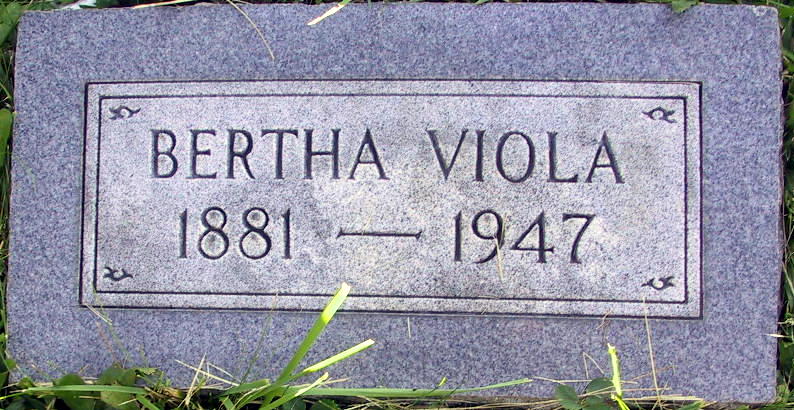 BERTHA VIOLA
1881 — 1947